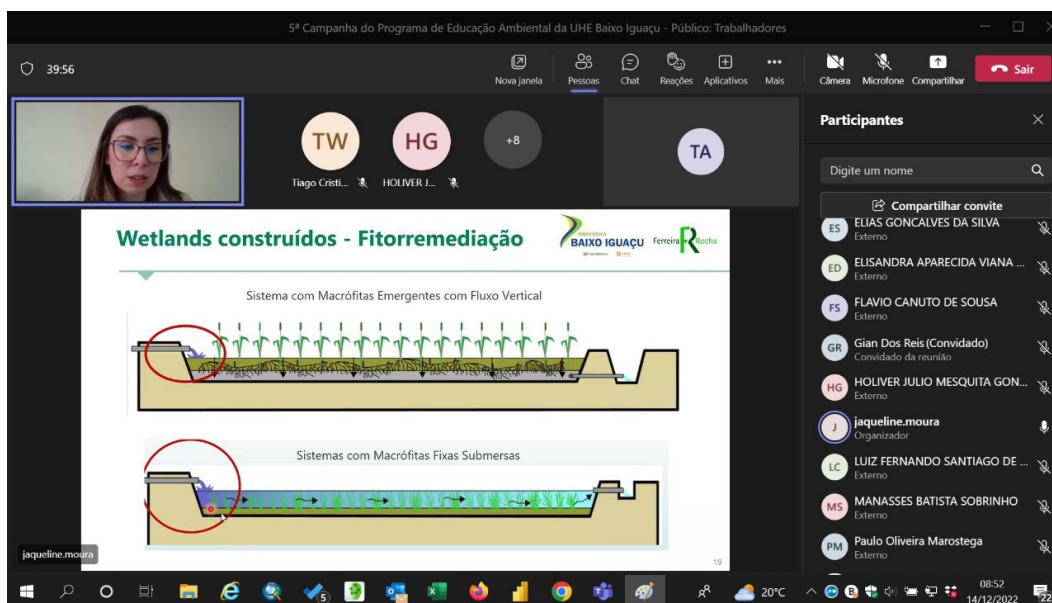 5ª Campanha do Programa de Educação Ambiental da UHE Baixo Iguaçu - Público: Trabalhadores
39:56
Nova janela
Pessoas
Chat
Reações
Aplicativos
Mais
Câmera
Microfone
Compartilhar
Sair
TW
HG
+8
TA
Tiago Cristi...
HOLIVER J...
Participantes
Digite um nome
Compartilhar convite
ES
ELIAS GONCALVES DA SILVA
Externo
ED
ELISANDRA APARECIDA VIANA ...
Externo
FS
FLAVIO CANUTO DE SOUSA
Externo
GR
Gian Dos Reis (Convidado)
Convidado da reunião
HG
HOLIVER JULIO MESQUITA GON...
Externo
J
jaqueline.moura
Organizador
LC
LUIZ FERNANDO SANTIAGO DE ...
Externo
MS
MANASSES BATISTA SOBRINHO
Externo
PM
Paulo Oliveira Marostega
Externo
Wetlands construídos - Fitorremediação
BAIXO IGUAÇU
Ferreira Rocha
Sistema com Macrófitas Emergentes com Fluxo Vertical
Sistemas com Macrófitas Fixas Submersas
19
jaqueline.moura
20°C
08:52
14/12/2022
22